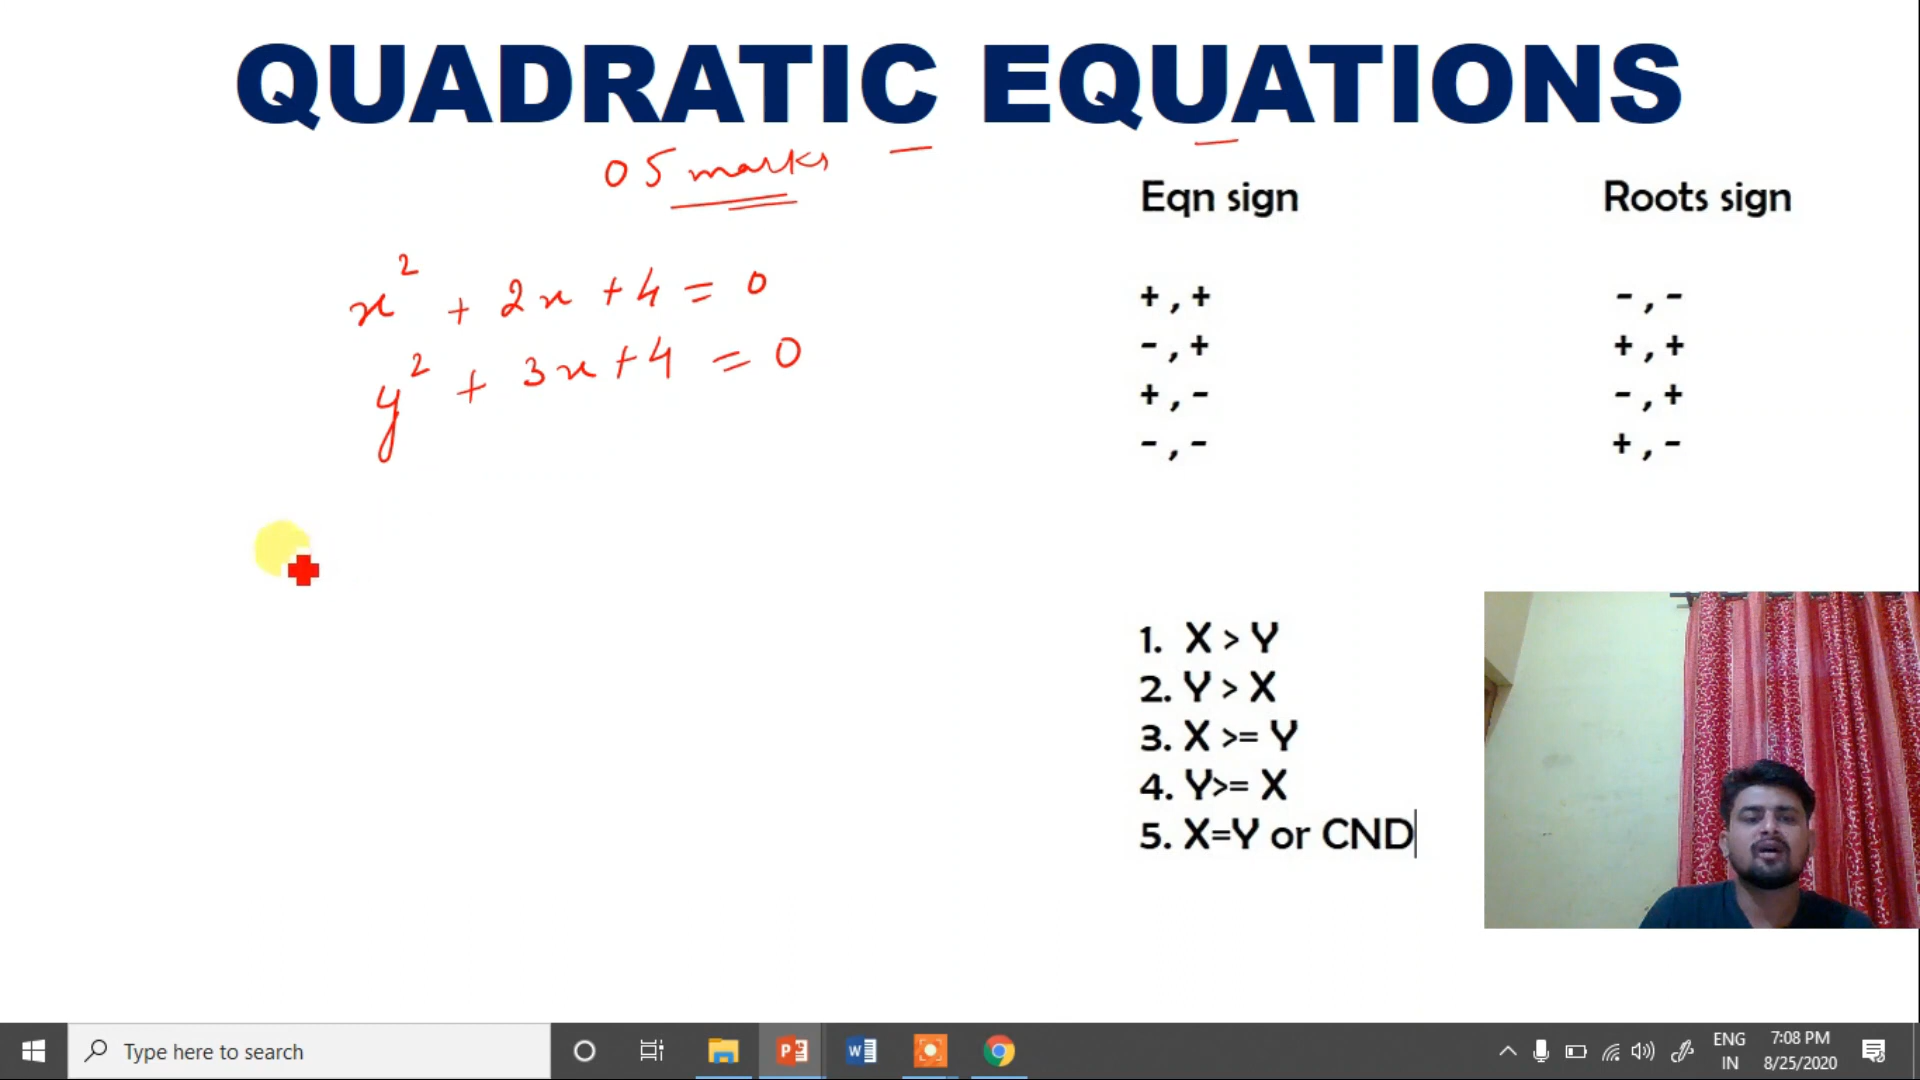 QUADRATIC EQUATIONS
05 marks
x² + 2x + 4 = 0
y² + 3x + 4 = 0
Eqn sign Roots sign
+ , + - , -
- , + + , +
+ , - - , +
- , - + , -
1. X > Y
2. Y > X
3. X >= Y
4. Y>= X
5. X=Y or CND
Type here to search
ENG
IN
7:08 PM
8/25/2020